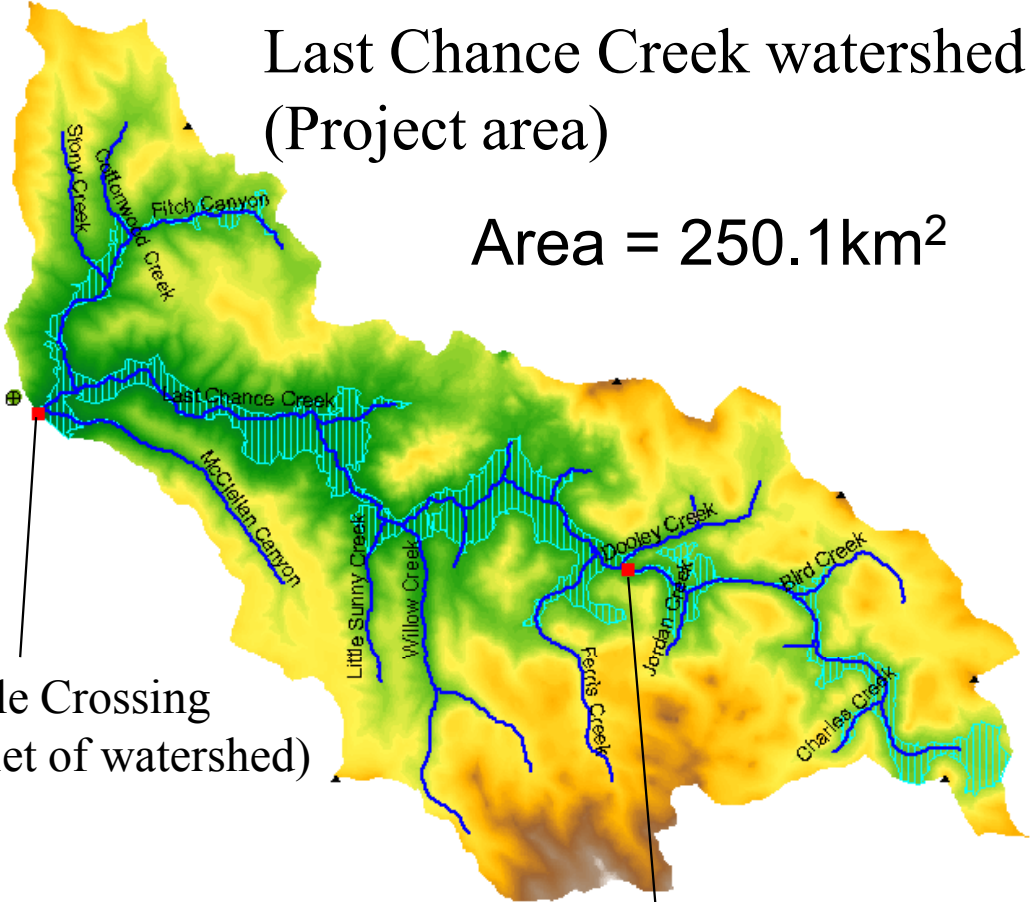 Last Chance Creek watershed
(Project area)
Area = 250.1km²
Stony Creek
Cottonwood Creek
Fitch Canyon
Last Chance Creek
McClellan Canyon
Little Sunny Creek
Willow Creek
Dooley Creek
Bird Creek
Jordan Creek
Ferris Creek
Charles Creek
le Crossing
let of watershed)